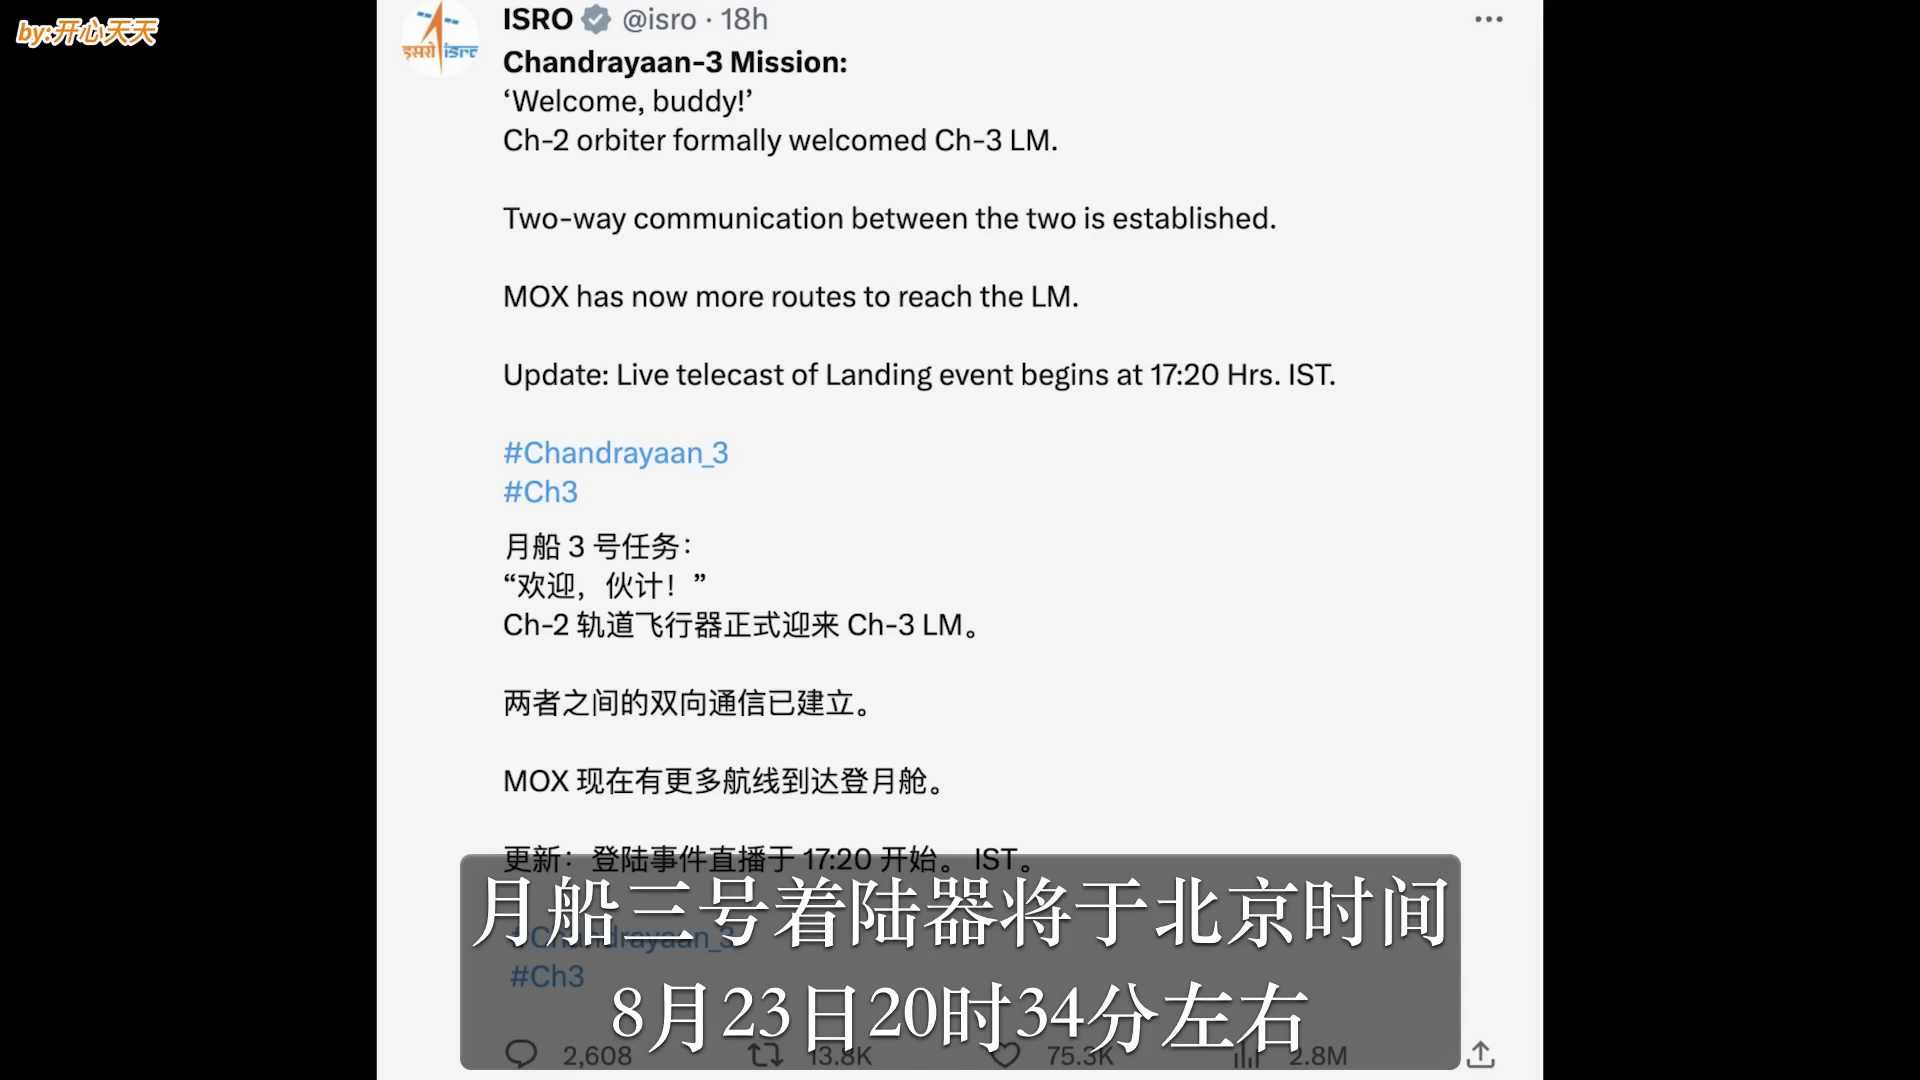 by:开心天天
इसरो isro
ISRO @isro · 18h
Chandrayaan-3 Mission:
‘Welcome, buddy!’
Ch-2 orbiter formally welcomed Ch-3 LM.
Two-way communication between the two is established.
MOX has now more routes to reach the LM.
Update: Live telecast of Landing event begins at 17:20 Hrs. IST.
#Chandrayaan_3
#Ch3
月船 3 号任务：
“欢迎，伙计！”
Ch-2 轨道飞行器正式迎来 Ch-3 LM。
两者之间的双向通信已建立。
MOX 现在有更多航线到达登月舱。
更新：登陆事件直播于 17:20 开始。 IST。
#Chandrayaan_3
#Ch3
月船三号着陆器将于北京时间
8月23日20时34分左右
2,608 13.8K 75.3K 2.8M